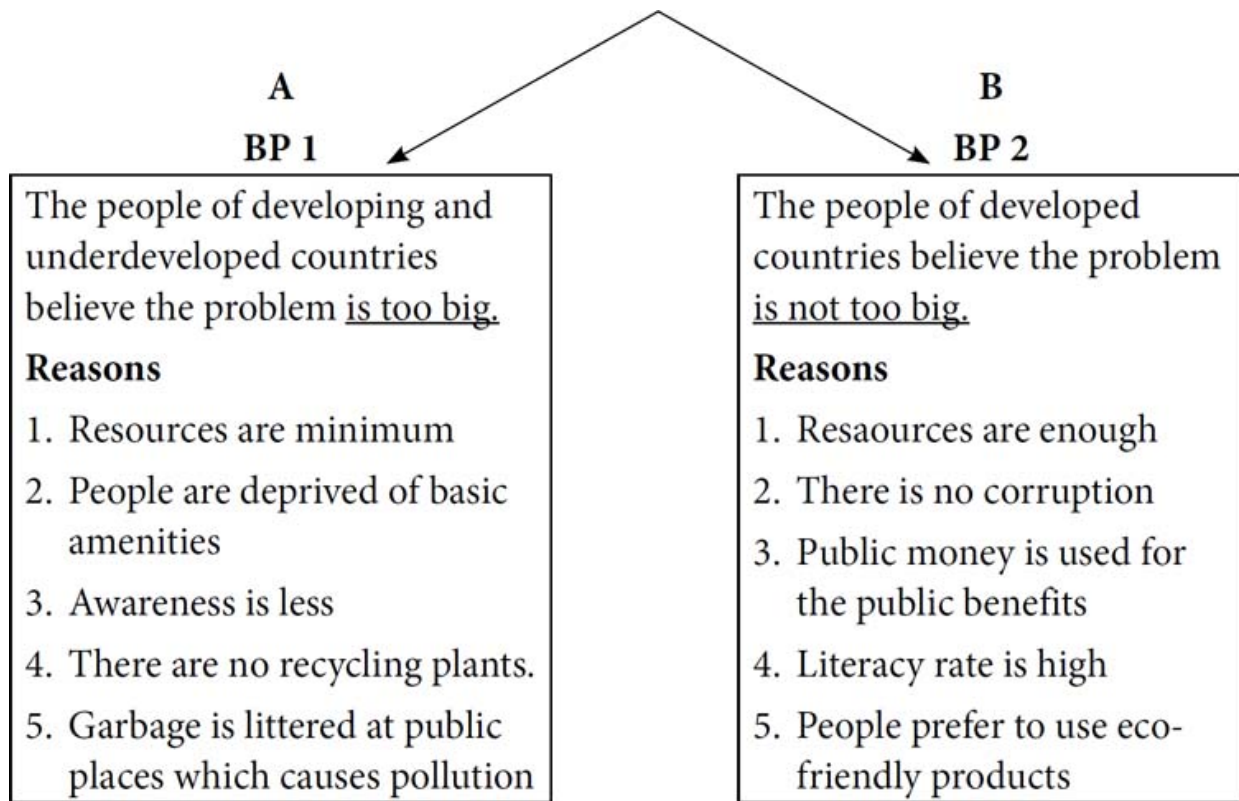 A
BP 1
The people of developing and
underdeveloped countries
believe the problem is too big.
Reasons
1. Resources are minimum
2. People are deprived of basic
amenities
3. Awareness is less
4. There are no recycling plants.
5. Garbage is littered at public
places which causes pollution
B
BP 2
The people of developed
countries believe the problem
is not too big.
Reasons
1. Resaources are enough
2. There is no corruption
3. Public money is used for
the public benefits
4. Literacy rate is high
5. People prefer to use eco-
friendly products